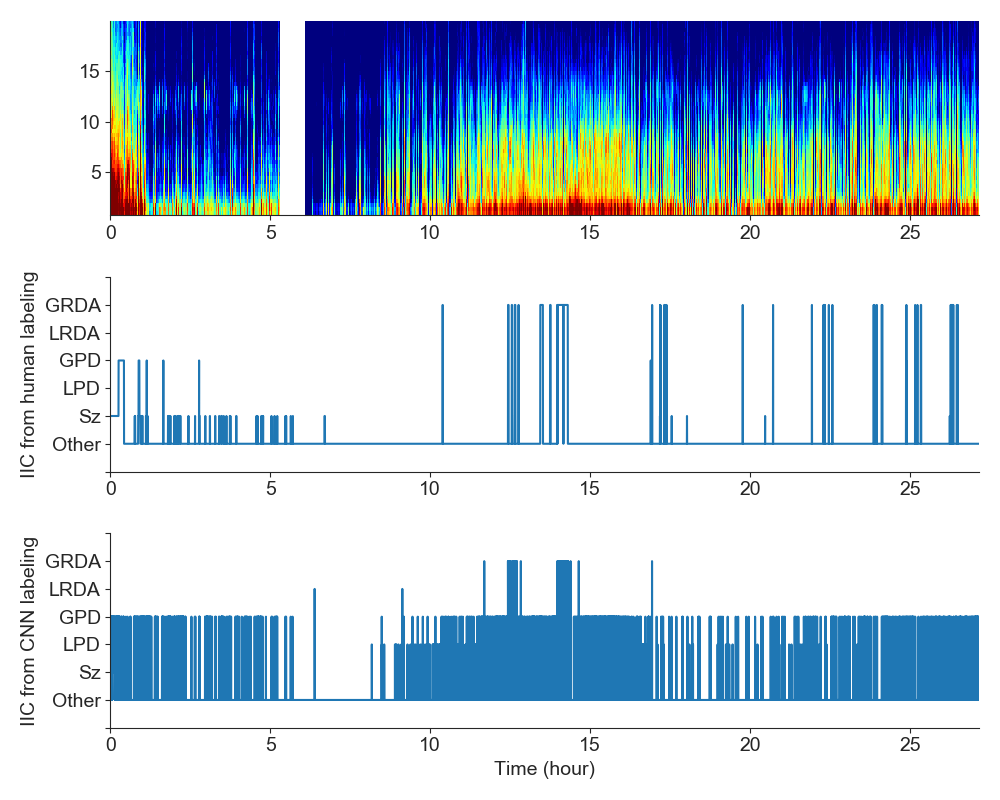 15
10
5
0 5 10 15 20 25
IIC from human labeling
GRDA
LRDA
GPD
LPD
Sz
Other
0 5 10 15 20 25
IIC from CNN labeling
GRDA
LRDA
GPD
LPD
Sz
Other
0 5 10 15 20 25
Time (hour)